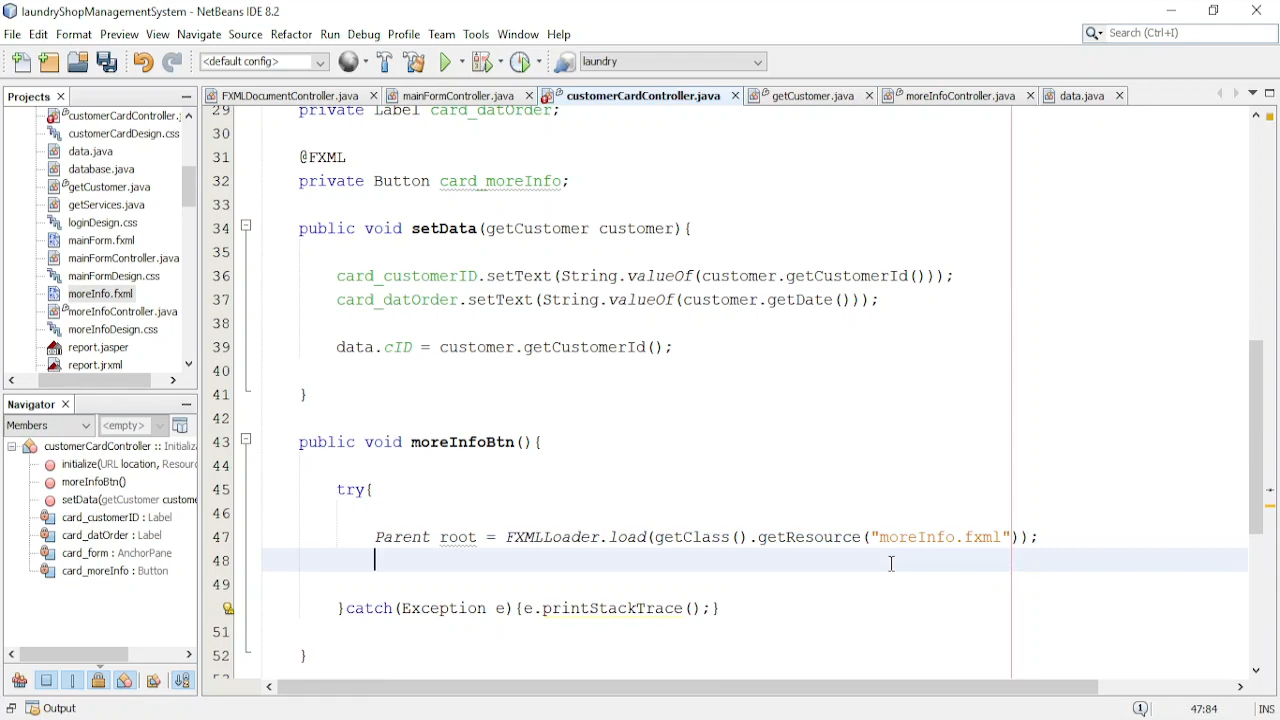 laundryShopManagementSystem - NetBeans IDE 8.2
File Edit Format Preview View Navigate Source Refactor Run Debug Profile Team Tools Window Help
Search (Ctrl+I)
<default config>
laundry
Projects
FXMLDocumentController.java
mainFormController.java
customerCardController.java
getCustomer.java
moreInfoController.java
data.java
customerCardController.j
customerCardDesign.css
data.java
database.java
getCustomer.java
getServices.java
loginDesign.css
mainForm.fxml
mainFormController.java
mainFormDesign.css
moreInfo.fxml
moreInfoController.java
moreInfoDesign.css
report.jasper
report.jrxml
Navigator
Members
<empty>
customerCardController :: Initializ
initialize(URL location, Resour
moreInfoBtn()
setData(getCustomer custome
card_customerID : Label
card_datOrder : Label
card_form : AnchorPane
card_moreInfo : Button
29 private Label card_datOrder;
30
31 @FXML
32 private Button card_moreInfo;
33
34 public void setData(getCustomer customer){
35
36 card_customerID.setText(String.valueOf(customer.getCustomerId()));
37 card_datOrder.setText(String.valueOf(customer.getDate()));
38
39 data.cID = customer.getCustomerId();
40
41 }
42
43 public void moreInfoBtn(){
44
45 try{
46
47 Parent root = FXMLLoader.load(getClass().getResource("moreInfo.fxml"));
48
49
}catch(Exception e){e.printStackTrace();}
51
52 }
Output
1
47:84
INS